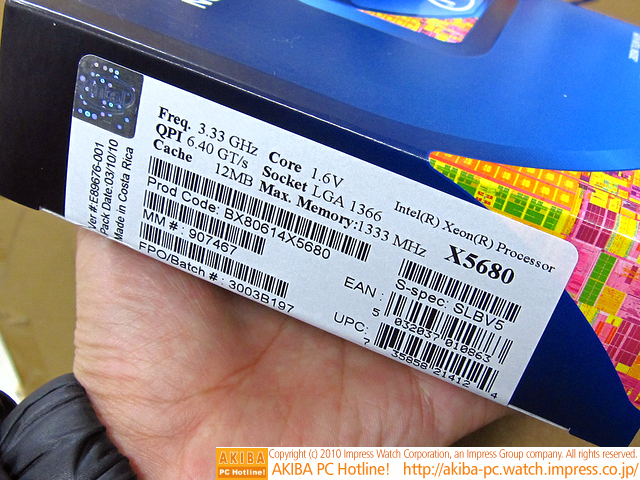 intel
Ver #:E89676-001
Pack Date:03/10/10
Made in Costa Rica
Freq. 3.33 GHz Core 1.6V
QPI 6.40 GT/s Socket LGA 1366
Cache 12MB Max. Memory:1333 MHz
Intel(R) Xeon(R) Processor
X5680
Prod Code: BX80614X5680
MM # : 907467
FPO/Batch # : 3003B197
S-spec: SLBV5
EAN :
5 032037 010863
UPC:
7 35858 21412 4
AKIBA
PC Hotline!
Copyright (c) 2010 Impress Watch Corporation, an Impress Group company. All rights reserved.
AKIBA PC Hotline! http://akiba-pc.watch.impress.co.jp/